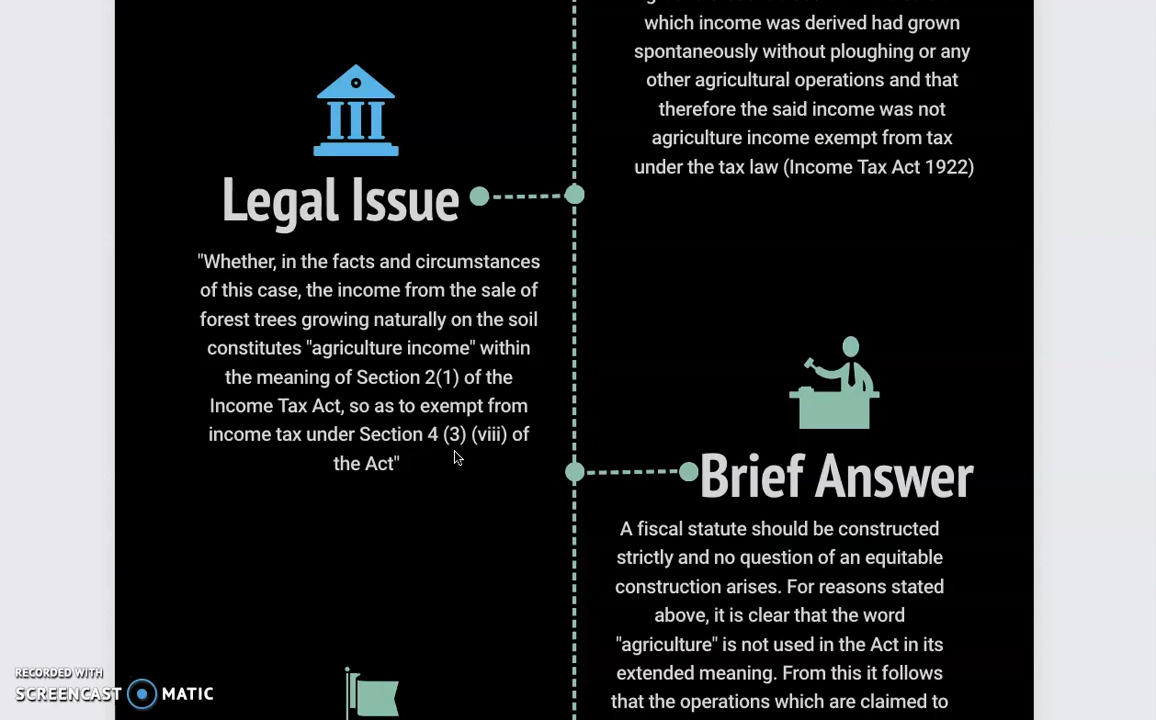 which income was derived had grown
spontaneously without ploughing or any
other agricultural operations and that
therefore the said income was not
agriculture income exempt from tax
under the tax law (Income Tax Act 1922)
Legal Issue
"Whether, in the facts and circumstances
of this case, the income from the sale of
forest trees growing naturally on the soil
constitutes "agriculture income" within
the meaning of Section 2(1) of the
Income Tax Act, so as to exempt from
income tax under Section 4 (3) (viii) of
the Act"
Brief Answer
A fiscal statute should be constructed
strictly and no question of an equitable
construction arises. For reasons stated
above, it is clear that the word
"agriculture" is not used in the Act in its
extended meaning. From this it follows
that the operations which are claimed to
RECORDED WITH
SCREENCAST MATIC